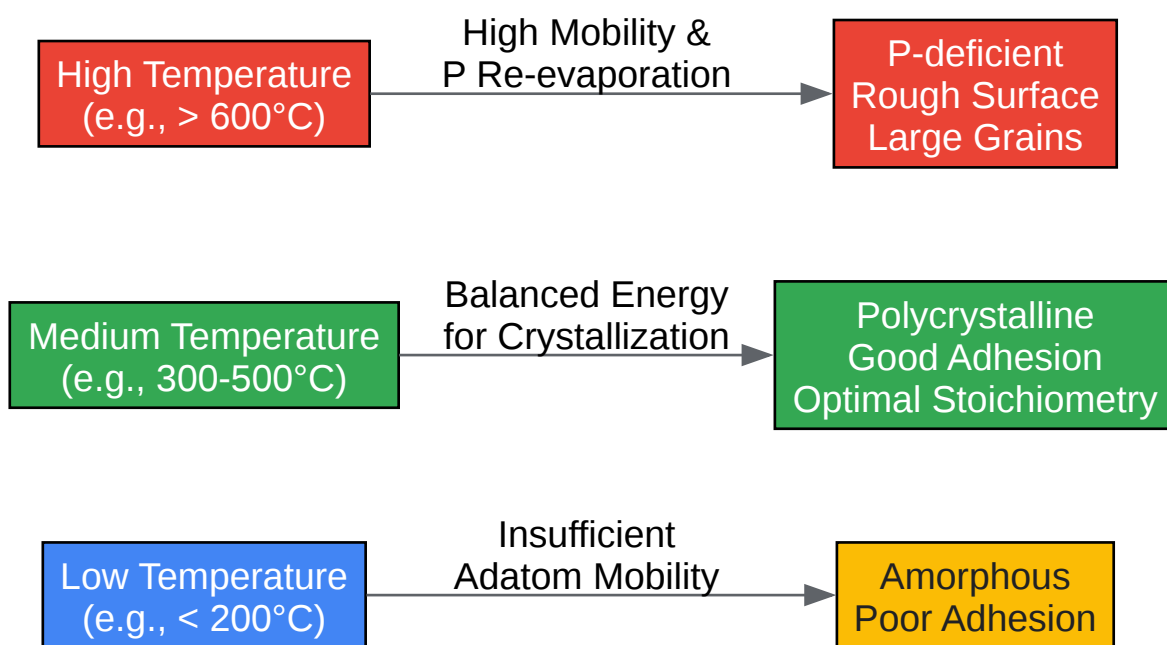 High Temperature
(e.g., > 600°C)
High Mobility &
P Re-evaporation
P-deficient
Rough Surface
Large Grains
Medium Temperature
(e.g., 300-500°C)
Balanced Energy
for Crystallization
Polycrystalline
Good Adhesion
Optimal Stoichiometry
Low Temperature
(e.g., < 200°C)
Insufficient
Adatom Mobility
Amorphous
Poor Adhesion